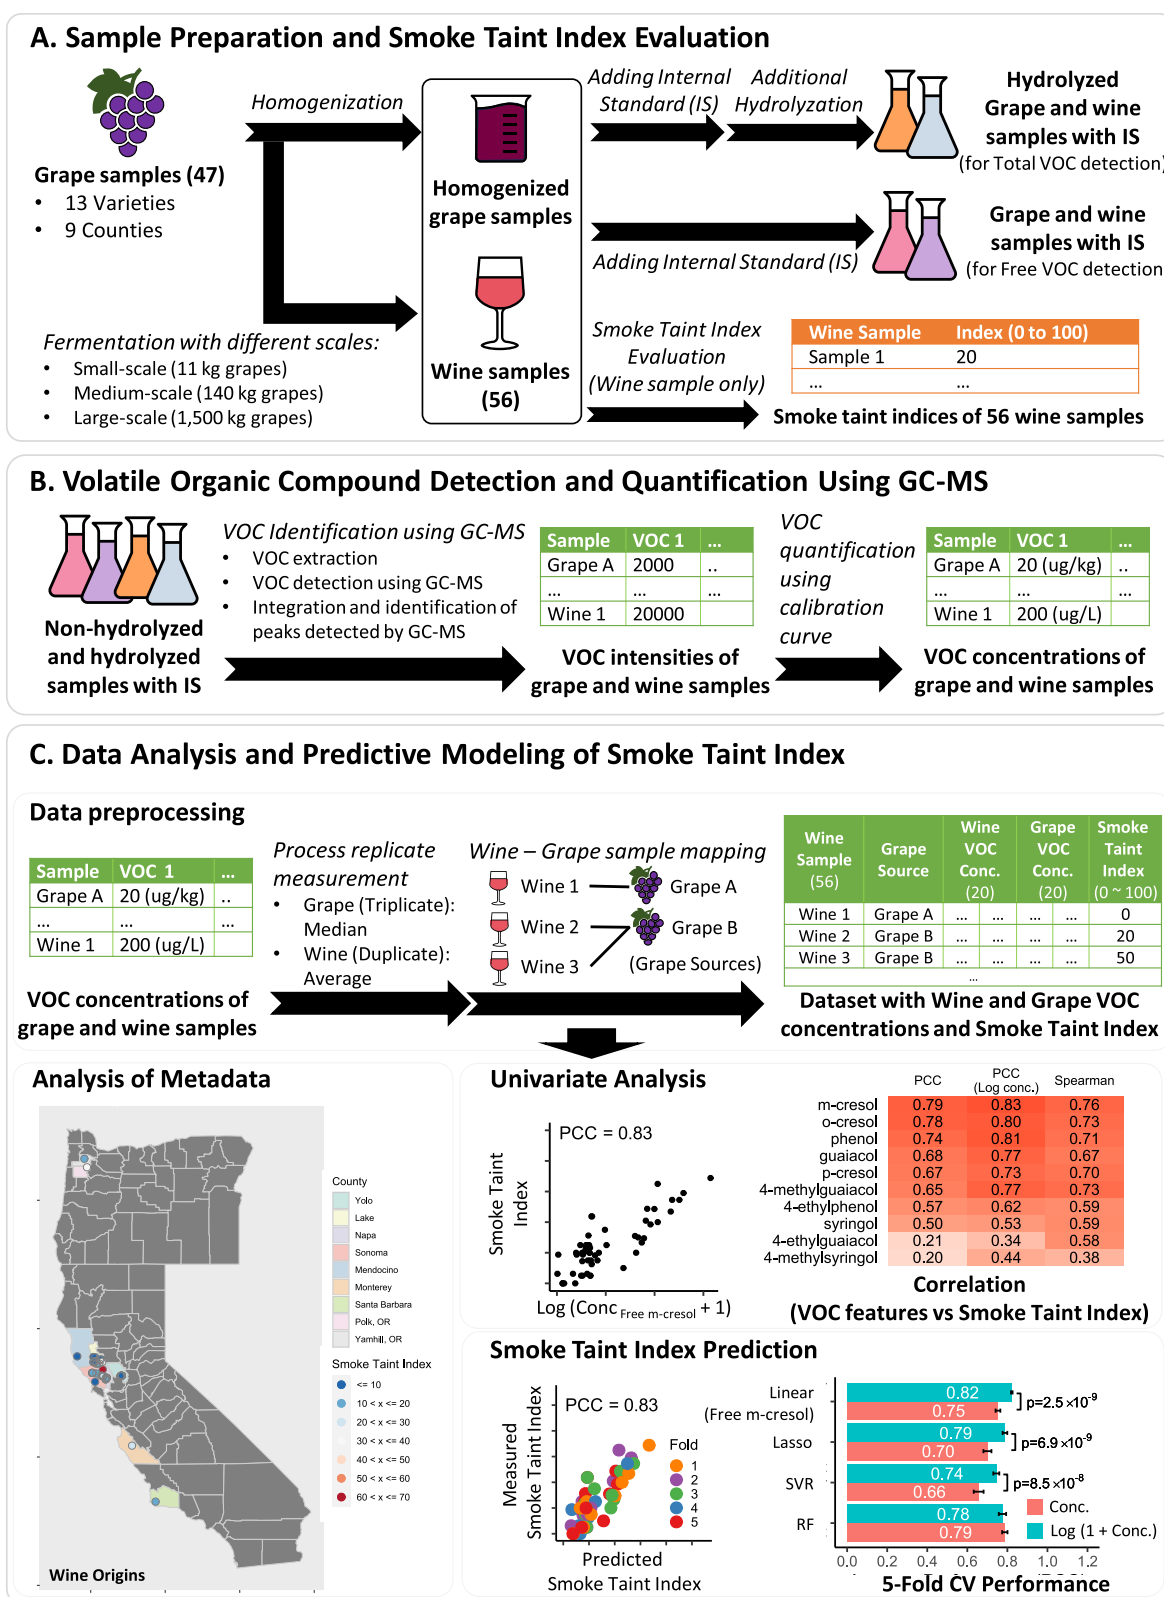 A. Sample Preparation and Smoke Taint Index Evaluation
Homogenization
Adding Internal
Standard (IS)
Additional
Hydrolyzation
Hydrolyzed
Grape and wine
samples with IS
(for Total VOC detection)
Grape samples (47)
• 13 Varieties
• 9 Counties
Homogenized
grape samples
Adding Internal Standard (IS)
Grape and wine
samples with IS
(for Free VOC detection
Fermentation with different scales:
• Small-scale (11 kg grapes)
• Medium-scale (140 kg grapes)
• Large-scale (1,500 kg grapes)
Wine samples
(56)
Smoke Taint Index
Evaluation
(Wine sample only)
Wine Sample Index (0 to 100)
Sample 1 20
... ...
Smoke taint indices of 56 wine samples
B. Volatile Organic Compound Detection and Quantification Using GC-MS
Non-hydrolyzed
and hydrolyzed
samples with IS
VOC Identification using GC-MS
• VOC extraction
• VOC detection using GC-MS
• Integration and identification of
peaks detected by GC-MS
Sample VOC 1 ...
Grape A 2000 ..
... ... ...
Wine 1 20000
VOC intensities of
grape and wine samples
VOC
quantification
using
calibration
curve
Sample VOC 1 ...
Grape A 20 (ug/kg) ..
... ... ...
Wine 1 200 (ug/L)
VOC concentrations of
grape and wine samples
C. Data Analysis and Predictive Modeling of Smoke Taint Index
Data preprocessing
Sample VOC 1 ...
Grape A 20 (ug/kg) ..
... ... ...
Wine 1 200 (ug/L)
VOC concentrations of
grape and wine samples
Process replicate
measurement
• Grape (Triplicate):
Median
• Wine (Duplicate):
Average
Wine – Grape sample mapping
Wine 1 Grape A
Wine 2 Grape B
Wine 3
(Grape Sources)
Wine
Sample
(56)
Grape
Source
Wine
VOC
Conc.
(20)
Grape
VOC
Conc.
(20)
Smoke
Taint
Index
(0 ~ 100)
Wine 1 Grape A ... ... ... ... 0
Wine 2 Grape B ... ... ... ... 20
Wine 3 Grape B ... ... ... ... 50
...
Dataset with Wine and Grape VOC
concentrations and Smoke Taint Index
Analysis of Metadata
County
Yolo
Lake
Napa
Sonoma
Mendocino
Monterey
Santa Barbara
Polk, OR
Yamhill, OR
Smoke Taint Index
<= 10
10 < x <= 20
20 < x <= 30
30 < x <= 40
40 < x <= 50
50 < x <= 60
60 < x <= 70
Wine Origins
Univariate Analysis
PCC = 0.83
Smoke Taint
Index
Log (Conc Free m-cresol + 1)
PCC PCC (Log conc.) Spearman
m-cresol 0.79 0.83 0.76
o-cresol 0.78 0.80 0.73
phenol 0.74 0.81 0.71
guaiacol 0.68 0.77 0.67
p-cresol 0.67 0.73 0.70
4-methylguaiacol 0.65 0.77 0.73
4-ethylphenol 0.57 0.62 0.59
syringol 0.50 0.53 0.59
4-ethylguaiacol 0.21 0.34 0.58
4-methylsyringol 0.20 0.44 0.38
Correlation
(VOC features vs Smoke Taint Index)
Smoke Taint Index Prediction
Measured
Smoke Taint Index
PCC = 0.83
Fold
1
2
3
4
5
Predicted
Smoke Taint Index
Linear
(Free m-cresol)
0.82
0.75
p=2.5×10-9
Lasso
0.79
0.70
p=6.9×10-9
SVR
0.74
0.66
p=8.5×10-8
RF
0.78
0.79
Conc.
Log (1 + Conc.)
0.0 0.2 0.4 0.6 0.8 1.0 1.2
5-Fold CV Performance